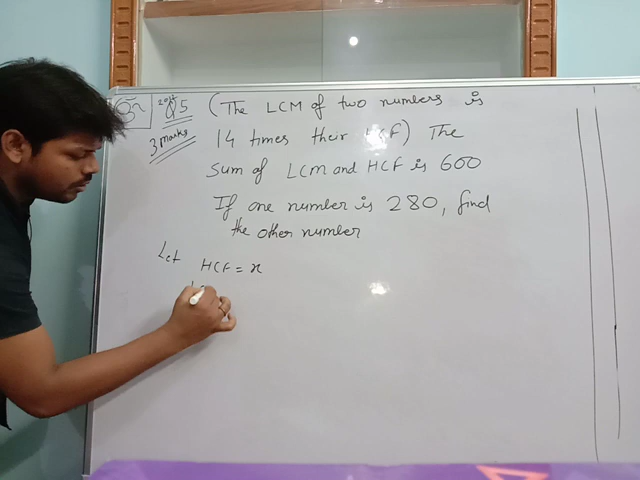 Q5 (The LCM of two numbers is
3 marks 14 times their HCF) The
Sum of LCM and HCF is 600
If one number is 280, find
the other number
Let
HCF = x